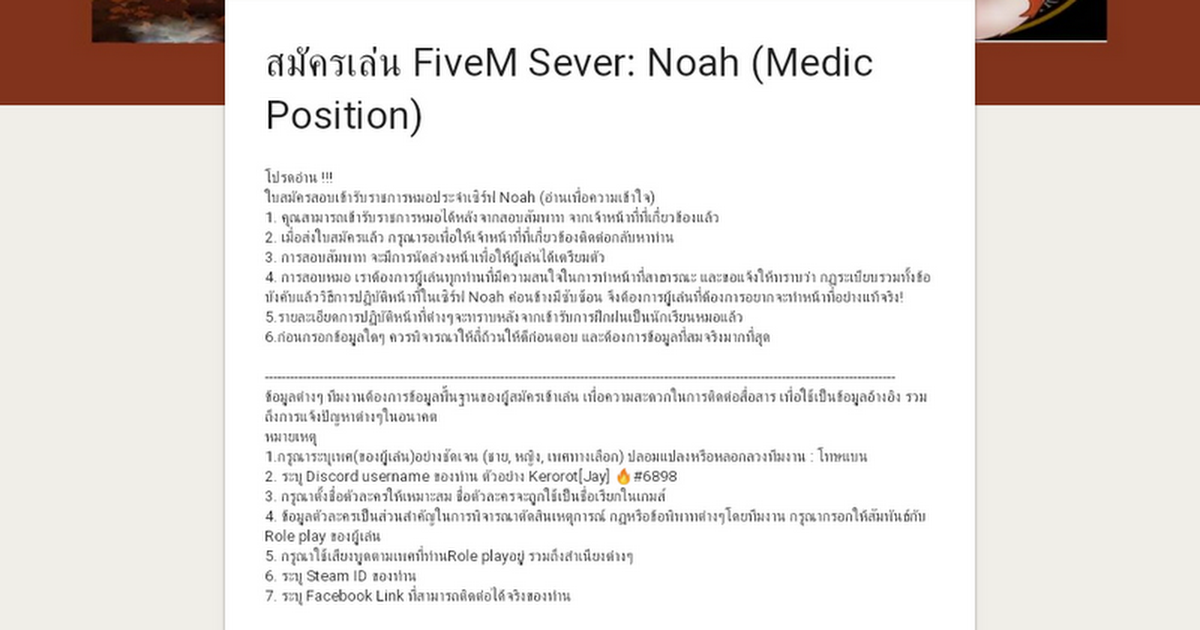 สมัครเล่น FiveM Sever: Noah (Medic
Position)
โปรดอ่าน !!!
ใบสมัครสอบเข้ารับราชการหมอประจำเซิร์ฟ Noah (อ่านเพื่อความเข้าใจ)
1. คุณสามารถเข้ารับราชการหมอได้หลังจากสอบสัมพาท จากเจ้าหน้าที่ที่เกี่ยวข้องแล้ว
2. เมื่อส่งใบสมัครแล้ว กรุณารอเพื่อให้เจ้าหน้าที่ที่เกี่ยวข้องติดต่อกลับหาท่าน
3. การสอบสัมพาท จะมีการนัดล่วงหน้าเพื่อให้ผู้เล่นได้เตรียมตัว
4. การสอบหมอ เราต้องการผู้เล่นทุกท่านที่มีความสนใจในการทำหน้าที่สาธารณะ และขอแจ้งให้ทราบว่า กฎระเบียบรวมทั้งข้อ
บังคับแล้ววิธีการปฏิบัติหน้าที่ในเซิร์ฟ Noah ค่อนข้างมีซับซ้อน จึงต้องการผู้เล่นที่ต้องการอยากจะทำหน้าที่อย่างแท้จริง!
5.รายละเอียดการปฏิบัติหน้าที่ต่างๆจะทราบหลังจากเข้ารับการฝึกฝนเป็นนักเรียนหมอแล้ว
6.ก่อนกรอกข้อมูลใดๆ ควรพิจารณาให้ถี่ถ้วนให้ดีก่อนตอบ และต้องการข้อมูลที่สมจริงมากที่สุด
ข้อมูลต่างๆ ทีมงานต้องการข้อมูลพื้นฐานของผู้สมัครเข้าเล่น เพื่อความสะดวกในการติดต่อสื่อสาร เพื่อใช้เป็นข้อมูลอ้างอิง รวม
ถึงการแจ้งปัญหาต่างๆในอนาคต
หมายเหตุ
1.กรุณาระบุเพศ(ของผู้เล่น)อย่างชัดเจน (ชาย, หญิง, เพศทางเลือก) ปลอมแปลงหรือหลอกลวงทีมงาน : โทษแบน
2. ระบุ Discord username ของท่าน ตัวอย่าง Kerorot[Jay] 🔥#6898
3. กรุณาตั้งชื่อตัวละครให้เหมาะสม ชื่อตัวละครจะถูกใช้เป็นชื่อเรียกในเกมส์
4. ข้อมูลตัวละครเป็นส่วนสำคัญในการพิจารณาตัดสินเหตุการณ์ กฎหรือข้อพิพาทต่างๆโดยทีมงาน กรุณากรอกให้สัมพันธ์กับ
Role play ของผู้เล่น
5. กรุณาใช้เสียงพูดตามเพศที่ท่านRole playอยู่ รวมถึงสำเนียงต่างๆ
6. ระบุ Steam ID ของท่าน
7. ระบุ Facebook Link ที่สามารถติดต่อได้จริงของท่าน